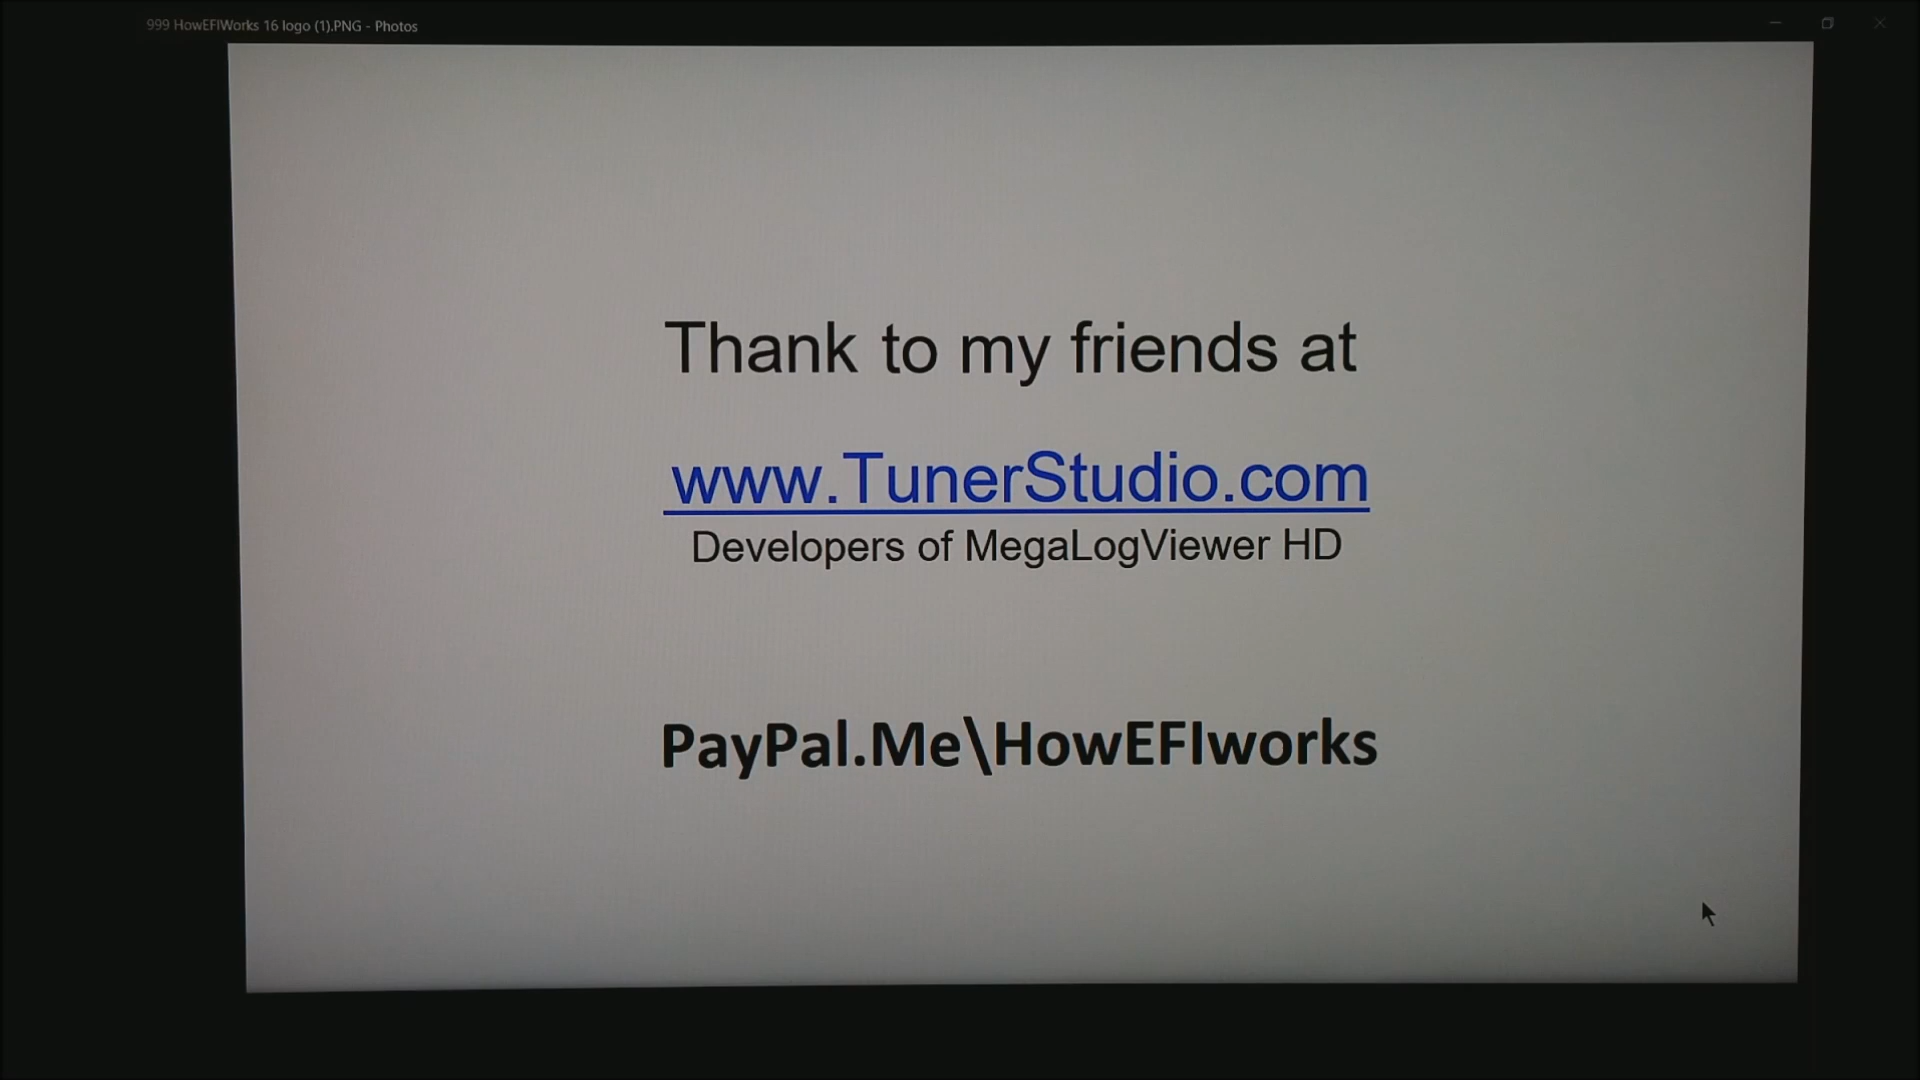 999 HowEFIWorks 16 logo (1).PNG - Photos
Thank to my friends at
www.TunerStudio.com
Developers of MegaLogViewer HD
PayPal.Me\HowEFIworks